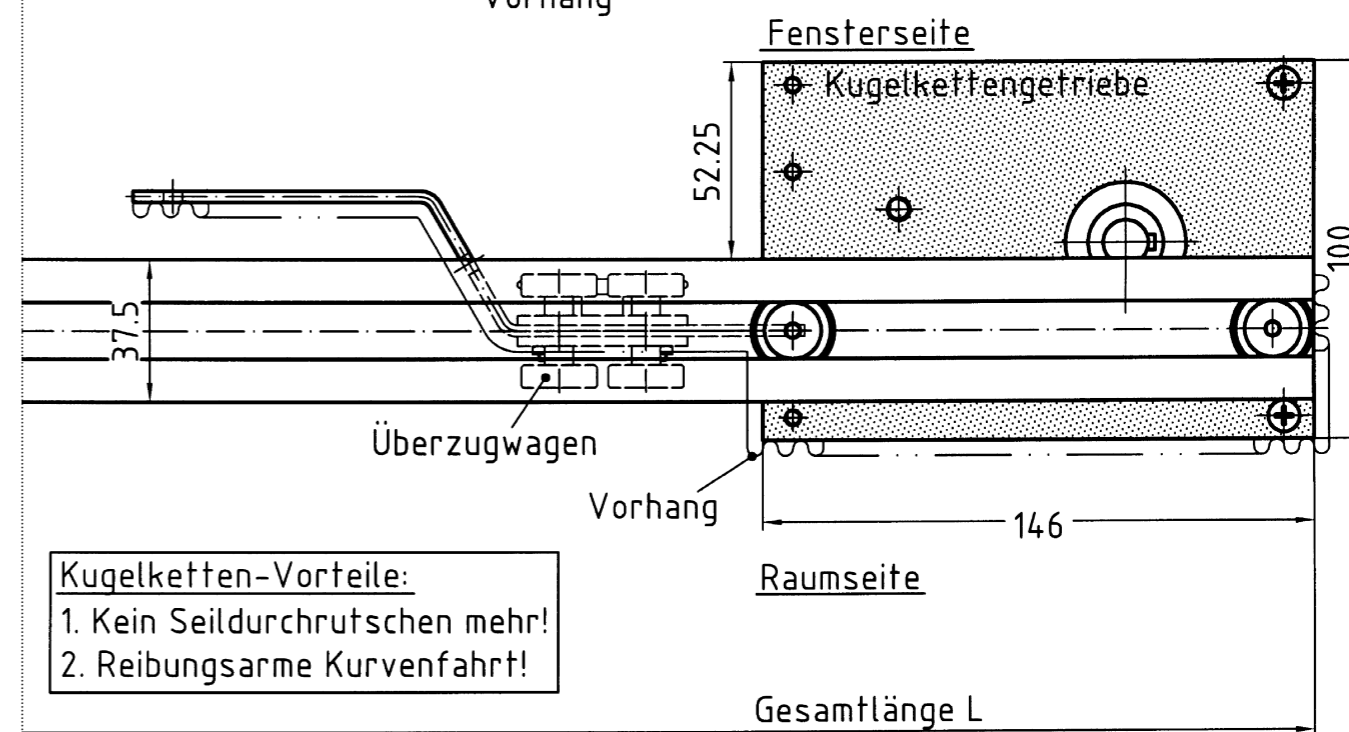 Vorhang
Fensterseite
Kugelkettengetriebe
52.25
100
37.5
Überzugwagen
Vorhang
146
Kugelketten-Vorteile:
1. Kein Seildurchrutschen mehr!
2. Reibungsarme Kurvenfahrt!
Raumseite
Gesamtlänge L